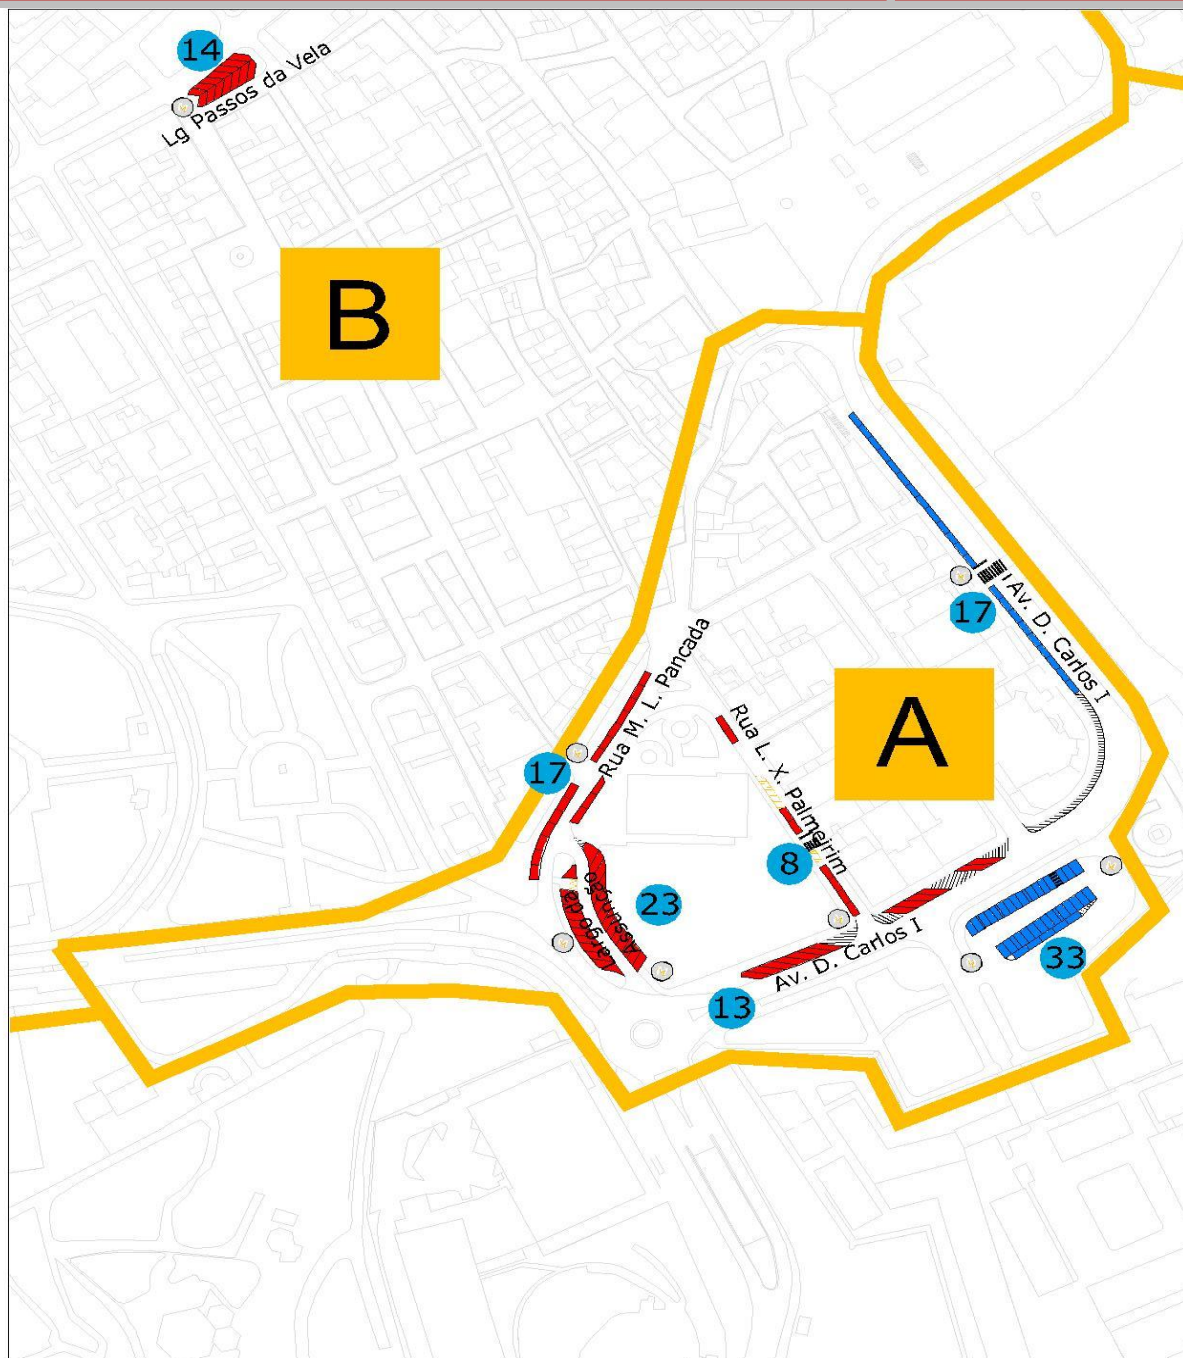 14
Lg Passos da Vela
B
17
Av. D. Carlos I
Rua M. L. Pancada
Rua L. X. Palmeirim
A
17
8
23
Largo da
Assunção
Av. D. Carlos I
33
13